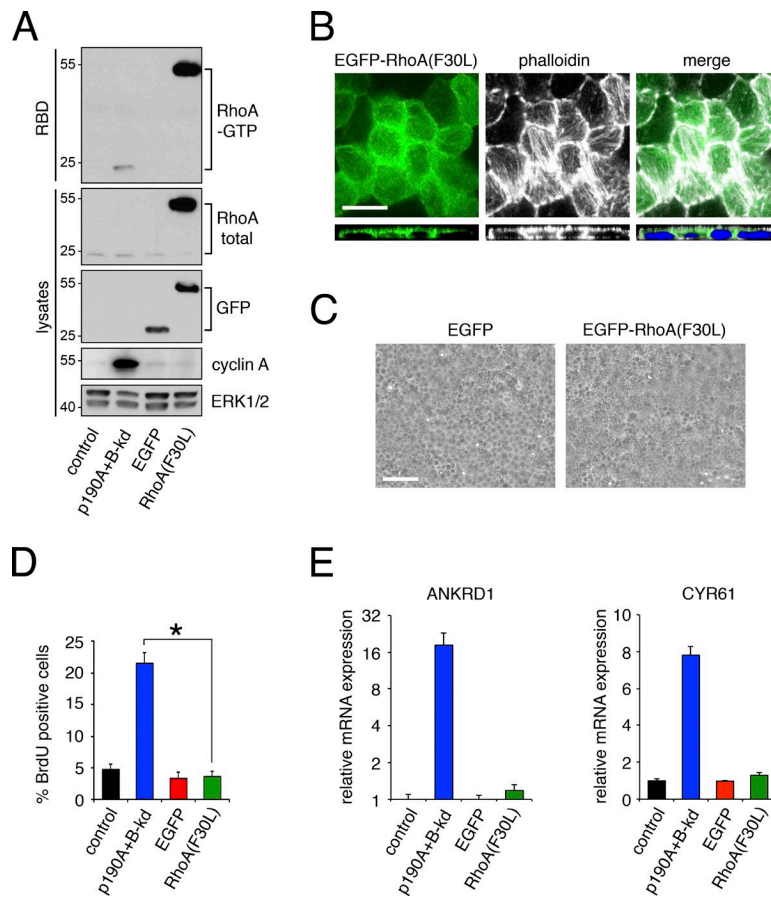 A
RBD
55
25
RhoA
-GTP
lysates
55
25
RhoA
total
55
25
GFP
55
cyclin A
40
ERK1/2
control
p190A+B-kd
EGFP
RhoA(F30L)
B
EGFP-RhoA(F30L)
phalloidin
merge
C
EGFP
EGFP-RhoA(F30L)
D
% BrdU positive cells
25
20
15
10
5
0
*
control
p190A+B-kd
EGFP
RhoA(F30L)
E
ANKRD1
relative mRNA expression
32
16
8
4
2
1
control
p190A+B-kd
EGFP
RhoA(F30L)
CYR61
relative mRNA expression
10
8
6
4
2
0
control
p190A+B-kd
EGFP
RhoA(F30L)